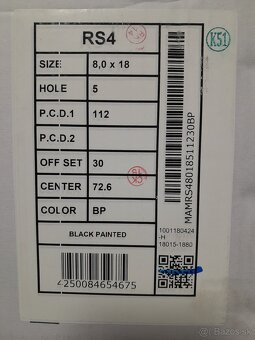 RS4
SIZE 8,0 x 18
HOLE 5
P.C.D.1 112
P.C.D.2
OFF SET 30
CENTER 72.6
COLOR BP
BLACK PAINTED
4250084654675
MAMRS48018511230BP
1001180424
-H
18015-1880
K51
Bazos.sk